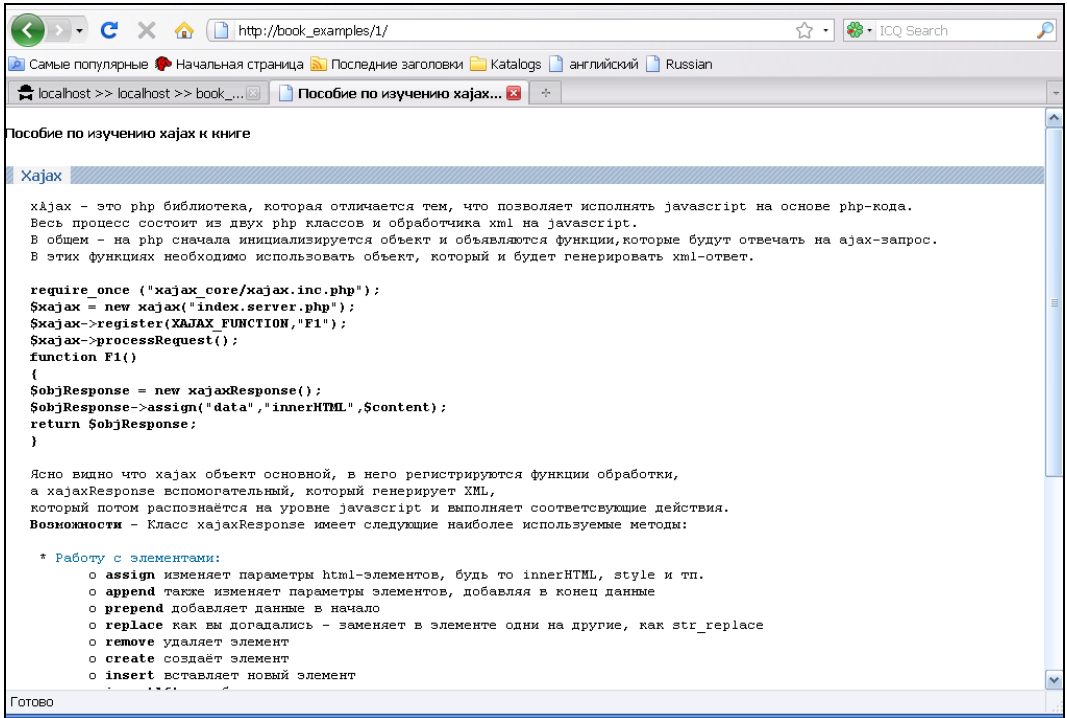 http://book_examples/1/
ICQ Search
Самые популярные Начальная страница Последние заголовки Katalogs английский Russian
localhost >> localhost >> book_... Пособие по изучению xajax...
Пособие по изучению xajax к книге
Xajax
xAjax - это php библиотека, которая отличается тем, что позволяет исполнять javascript на основе php-кода.
Весь процесс состоит из двух php классов и обработчика xml на javascript.
В общем - на php сначала инициализируется объект и объявляются функции,которые будут отвечать на ajax-запрос.
В этих функциях необходимо использовать объект, который и будет генерировать xml-ответ.
require_once ("xajax_core/xajax.inc.php");
$xajax = new xajax("index.server.php");
$xajax->register(XAJAX_FUNCTION,"F1");
$xajax->processRequest();
function F1()
{
$objResponse = new xajaxResponse();
$objResponse->assign("data","innerHTML",$content);
return $objResponse;
}
Ясно видно что xajax объект основной, в него регистрируются функции обработки,
а xajaxResponse вспомогательный, который генерирует XML,
который потом распознаётся на уровне javascript и выполняет соответсвующие действия.
Возможности - Класс xajaxResponse имеет следующие наиболее используемые методы:
* Работу с элементами:
o assign изменяет параметры html-элементов, будь то innerHTML, style и тп.
o append также изменяет параметры элементов, добавляя в конец данные
o prepend добавляет данные в начало
o replace как вы догадались - заменяет в элементе одни на другие, как str_replace
o remove удаляет элемент
o create создаёт элемент
o insert вставляет новый элемент
Готово